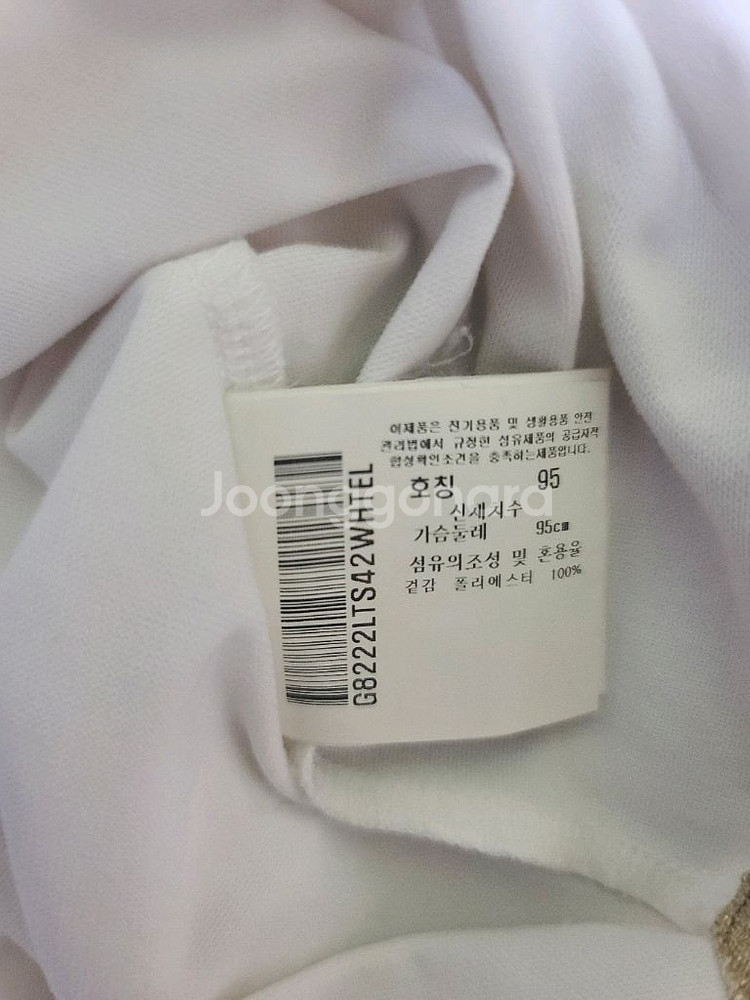 이제품은 전기용품 및 생활용품 안전
관리법에서 규정한 섬유제품의 공급자적
합성확인요건을 충족하는제품입니다.
호칭 95
신체치수
가슴둘레 95cm
섬유의조성 및 혼용율
겉감 폴리에스터 100%
G8222LTS42WHTEL
Joonggonara